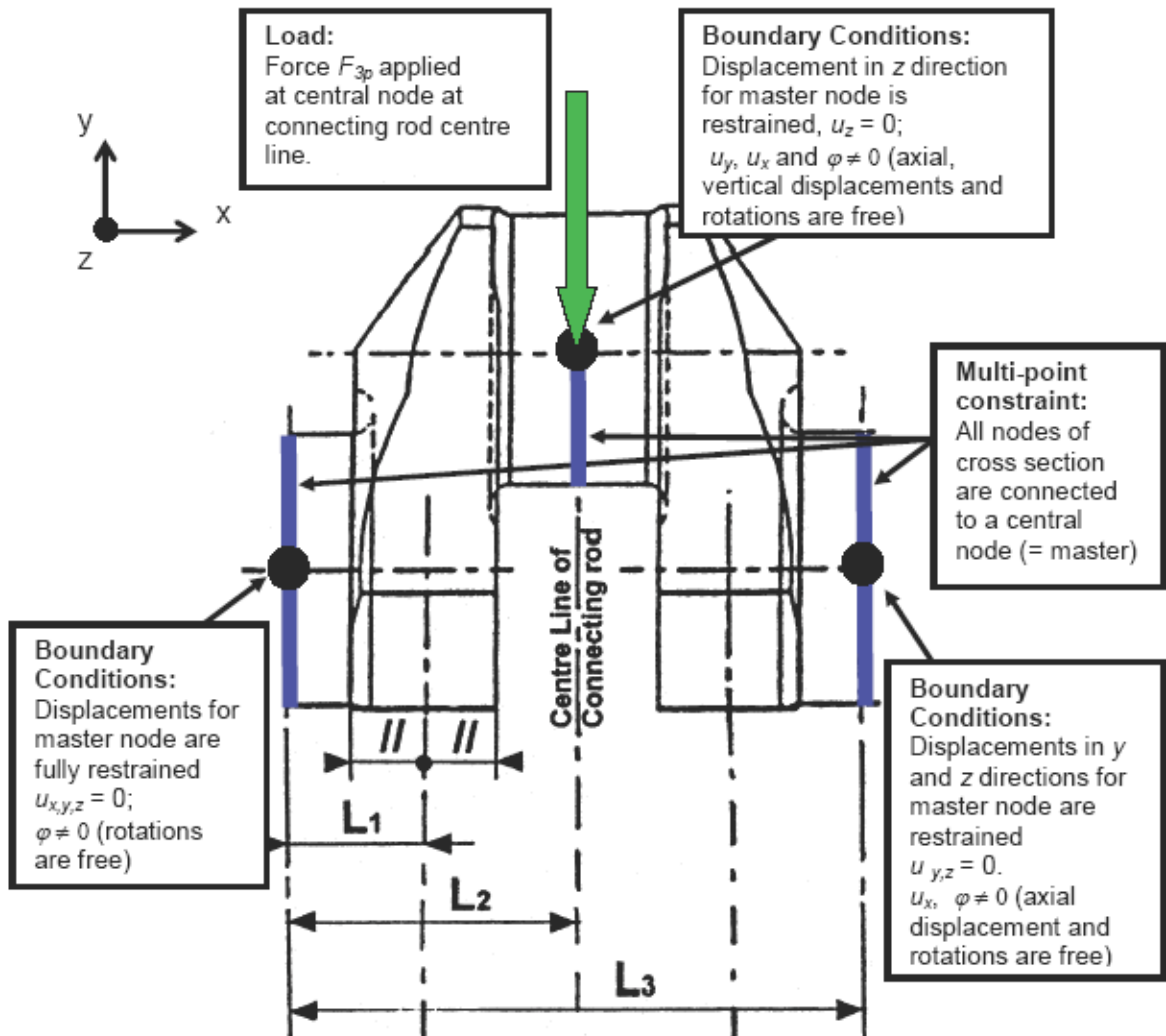 Load:
Force F3p applied
at central node at
connecting rod centre
line.
Boundary Conditions:
Displacement in z direction
for master node is
restrained, uz = 0;
uy, ux and φ ≠ 0 (axial,
vertical displacements and
rotations are free)
y
x
z
Multi-point
constraint:
All nodes of
cross section
are connected
to a central
node (= master)
Centre Line of
Connecting rod
Boundary
Conditions:
Displacements for
master node are
fully restrained
ux,y,z = 0;
φ ≠ 0 (rotations
are free)
Boundary
Conditions:
Displacements in y
and z directions for
master node are
restrained
u y,z = 0.
ux, φ ≠ 0 (axial
displacement and
rotations are free)
// //
L1
L2
L3